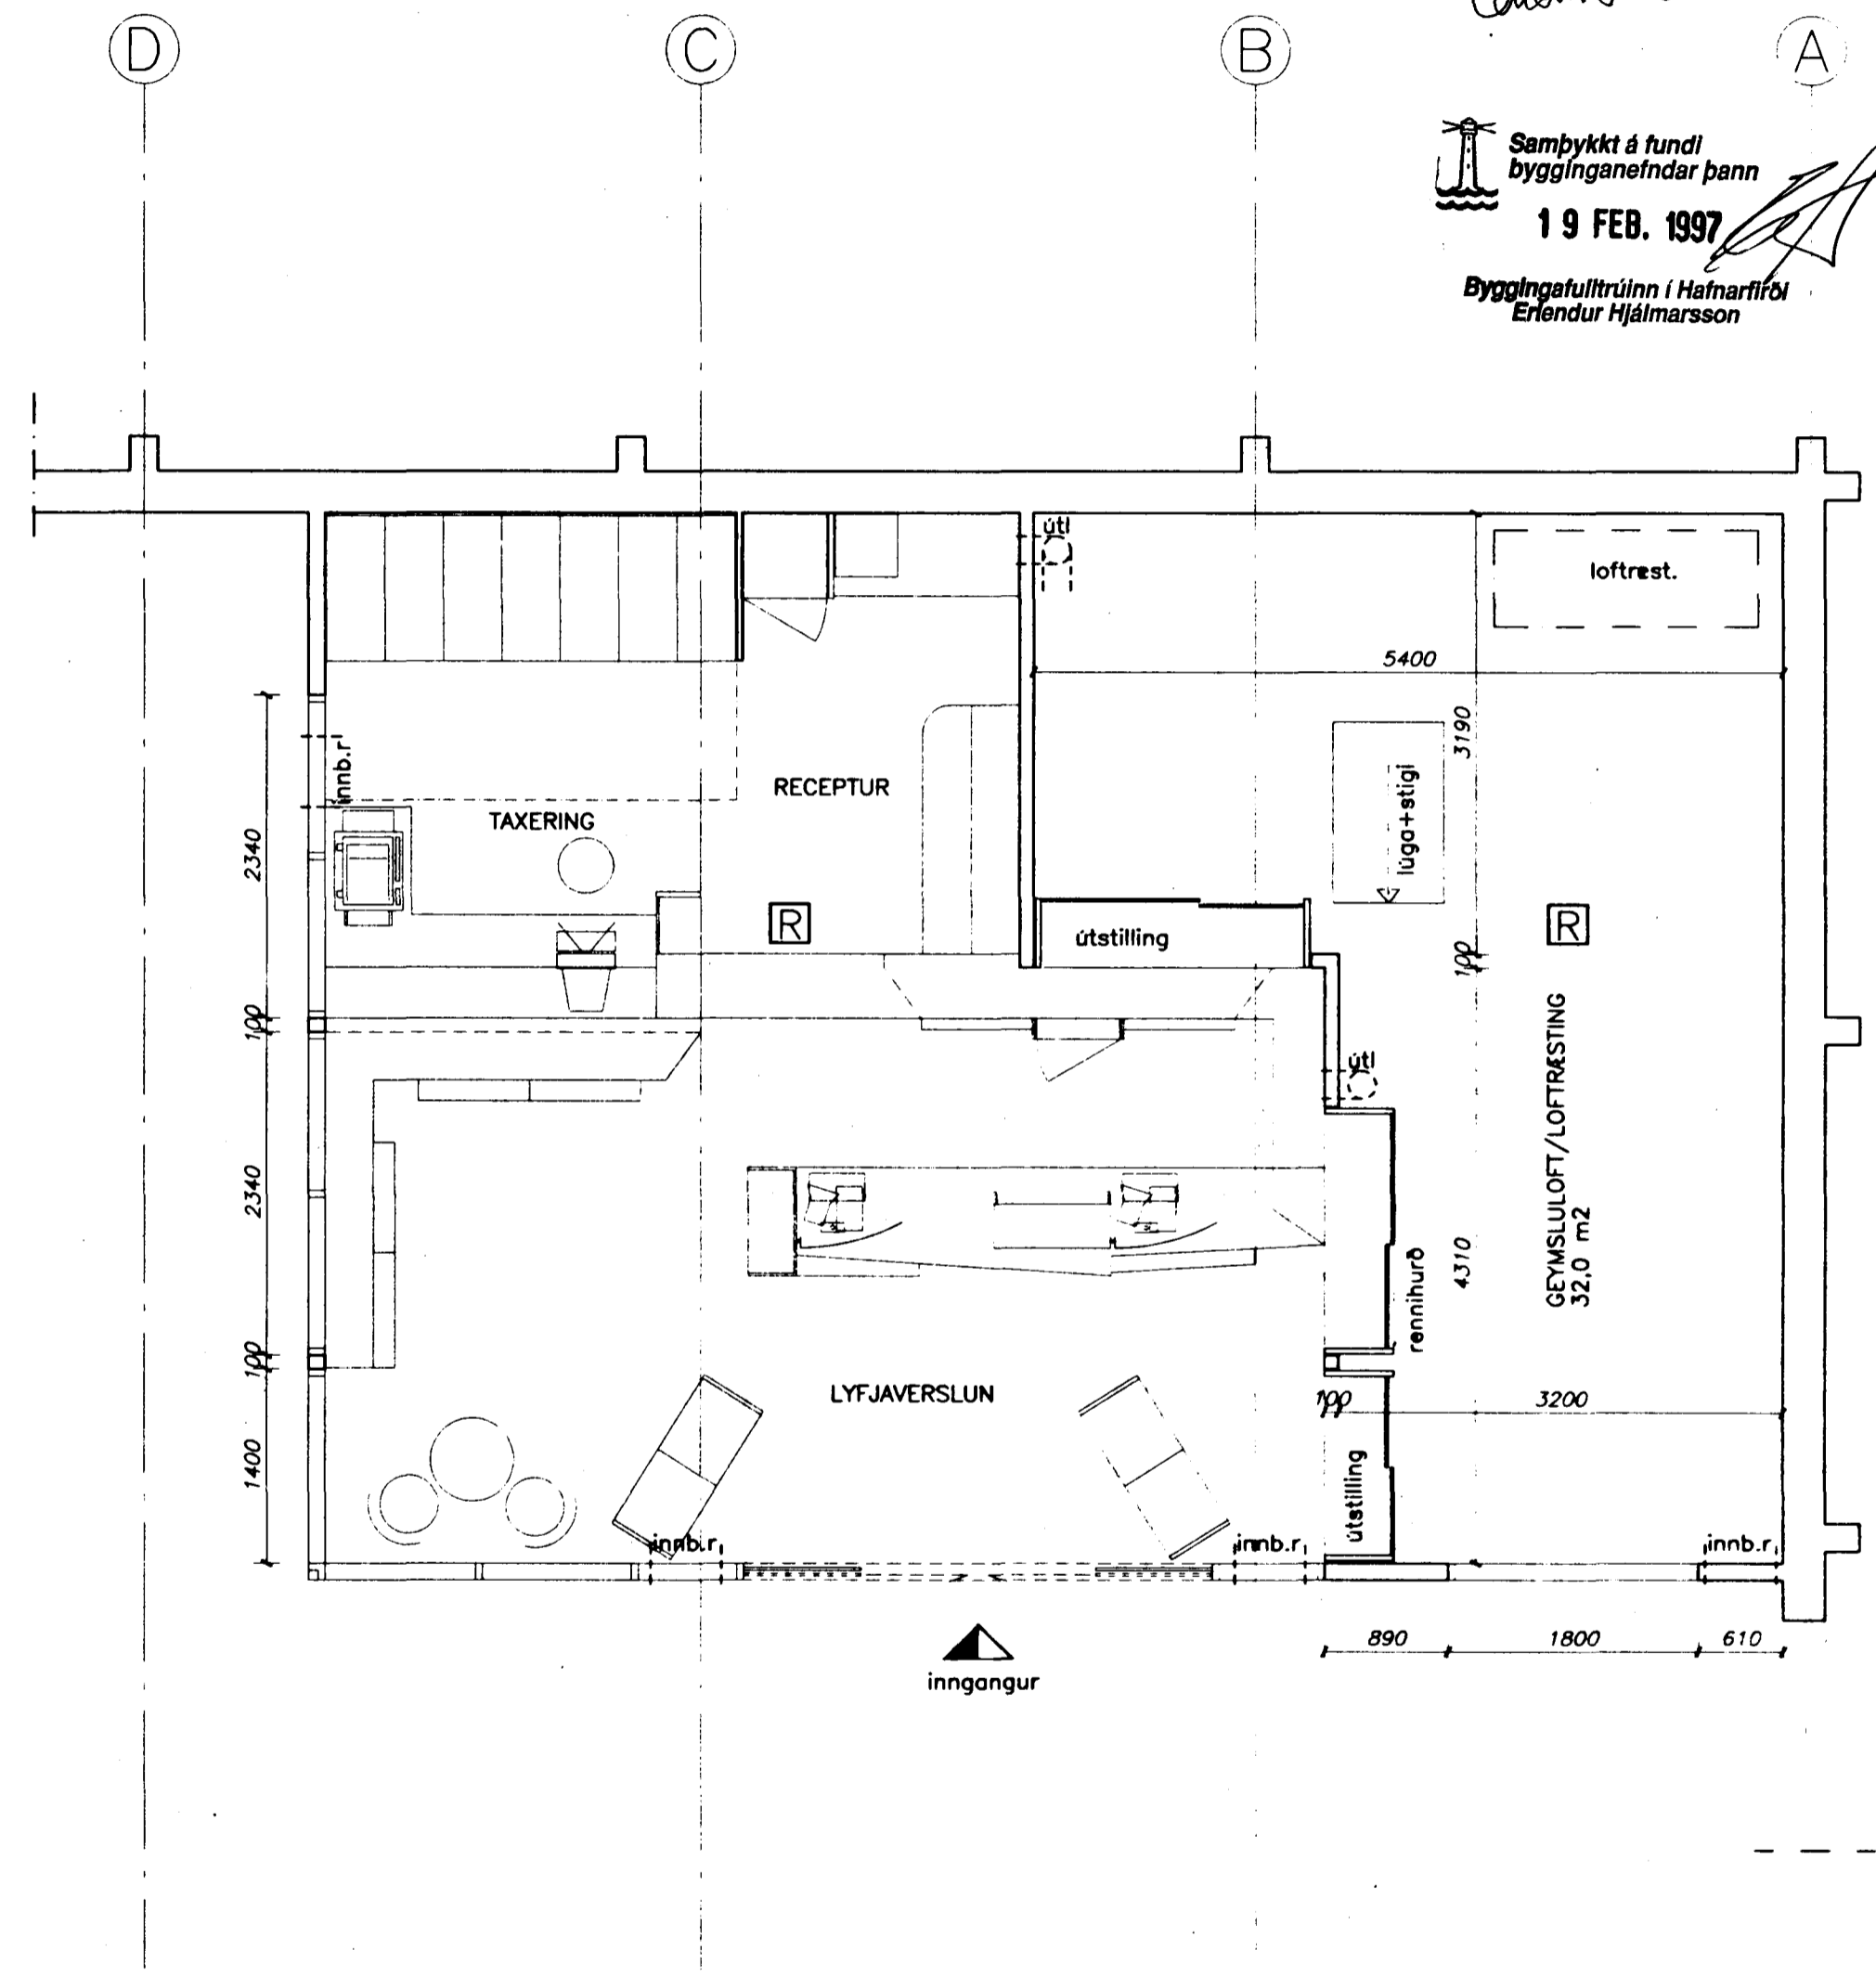 D
C
B
A
Samþykkt á fundi
bygginganefndar þann
19 FEB. 1997
Byggingafulltrúinn í Hafnarfirði
Erlendur Hjálmarsson
útl
loftræst.
5400
3190
innb.r
RECEPTUR
TAXERING
lúga+stigi
2340
R
R
útstilling
100
100
GEYMSLULOFT/LOFTRÆSTING
32,0 m2
útl
2340
4310
rennihurð
100
LYFJAVERSLUN
100
3200
1400
útstilling
innb.r
innb.r
innb.r
890
1800
610
inngangur